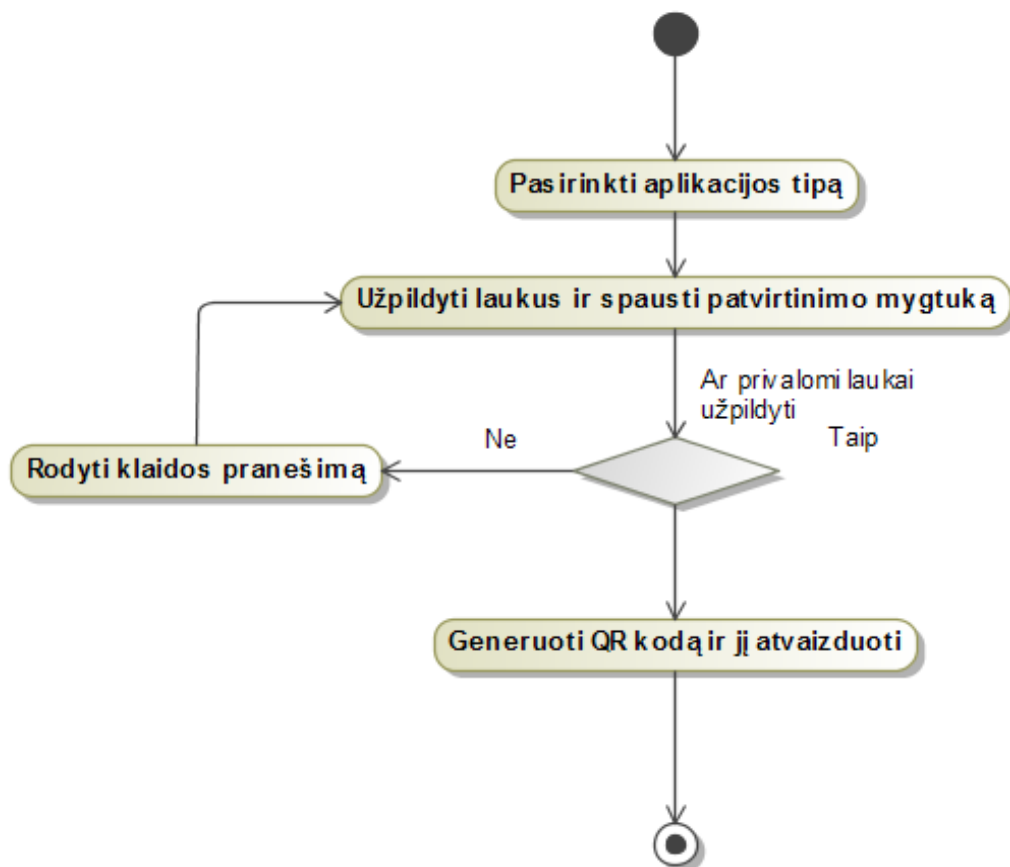 Pasirinkti aplikacijos tipą
Užpildyti laukus ir spausti patvirtinimo mygtuką
Ar privalomi laukai
užpildyti
Taip
Ne
Rodyti klaidos pranešimą
Generuoti QR kodą ir jį atvaizduoti